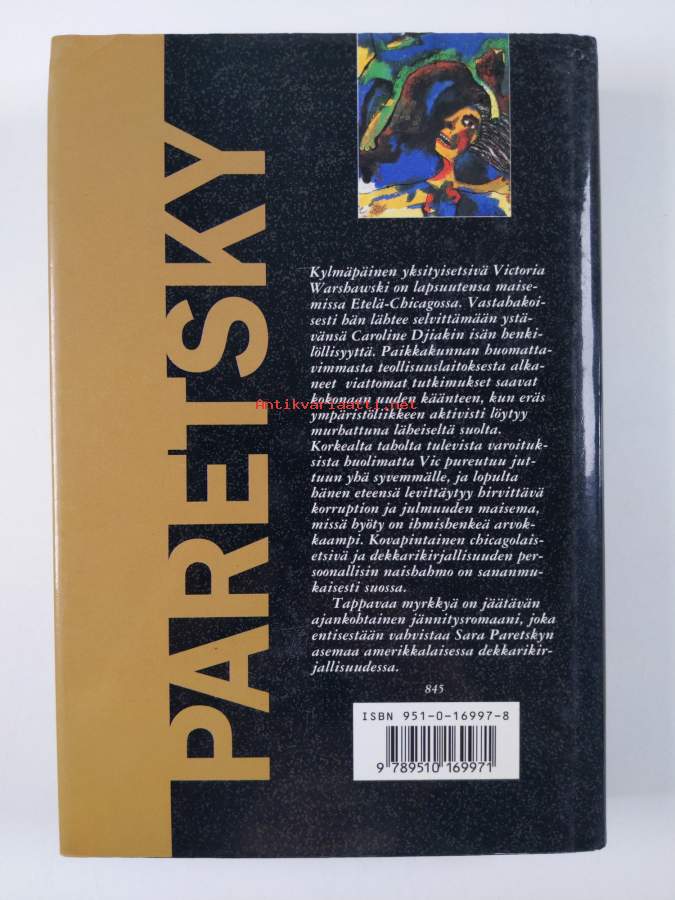 PARETSKY
Kylmäpäinen yksityisetsivä Victoria
Warshawski on lapsuutensa maise-
missa Etelä-Chicagossa. Vastahakoi-
sesti hän lähtee selvittämään ystä-
vänsä Caroline Djiakin isän henki-
löllisyyttä. Paikkakunnan huomatta-
vimmasta teollisuuslaitoksesta alka-
neet viattomat tutkimukset saavat
kokonaan uuden käänteen, kun eräs
ympäristöliikkeen aktivisti löytyy
murhattuna läheiseltä suolta.
Korkealta taholta tulevista varoituk-
sista huolimatta Vic pureutuu jut-
tuun yhä syvemmälle, ja lopulta
hänen eteensä levittäytyy hirvittävä
korruption ja julmuuden maisema,
missä hyöty on ihmishenkeä arvok-
kaampi. Kovapintainen chicagolais-
etsivä ja dekkarikirjallisuuden per-
soonallisin naishahmo on sananmu-
kaisesti suossa.
Tappavaa myrkkyä on jäätävän
ajankohtainen jännitysromaani, joka
entisestään vahvistaa Sara Paretskyn
asemaa amerikkalaisessa dekkarikir-
jallisuudessa.
845
ISBN 951-0-16997-8
9 789510 169971
Antikvariaatti.net